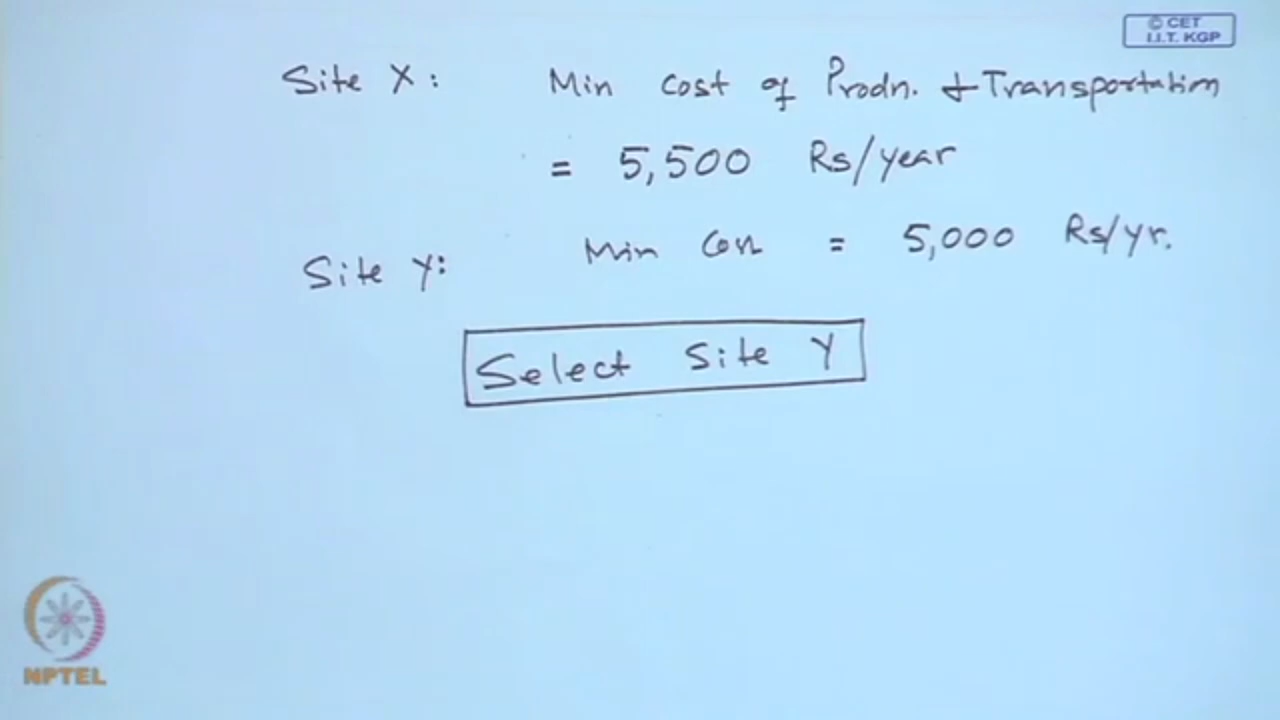 © CET
I.I.T. KGP
Site X: Min Cost of Prodn. + Transportation
= 5,500 Rs/year
Site Y: Min Cost = 5,000 Rs/yr.
Select Site Y
NPTEL